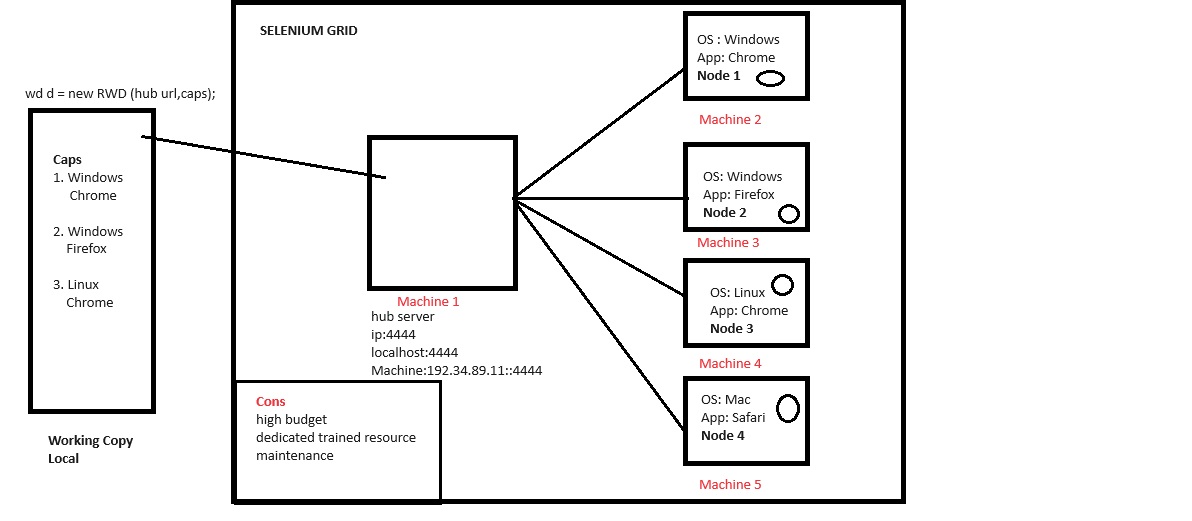 SELENIUM GRID
wd d = new RWD (hub url,caps);
Caps
1. Windows
Chrome
2. Windows
Firefox
3. Linux
Chrome
Working Copy
Local
Machine 1
hub server
ip:4444
localhost:4444
Machine:192.34.89.11::4444
Cons
high budget
dedicated trained resource
maintenance
OS : Windows
App: Chrome
Node 1
Machine 2
OS: Windows
App: Firefox
Node 2
Machine 3
OS: Linux
App: Chrome
Node 3
Machine 4
OS: Mac
App: Safari
Node 4
Machine 5